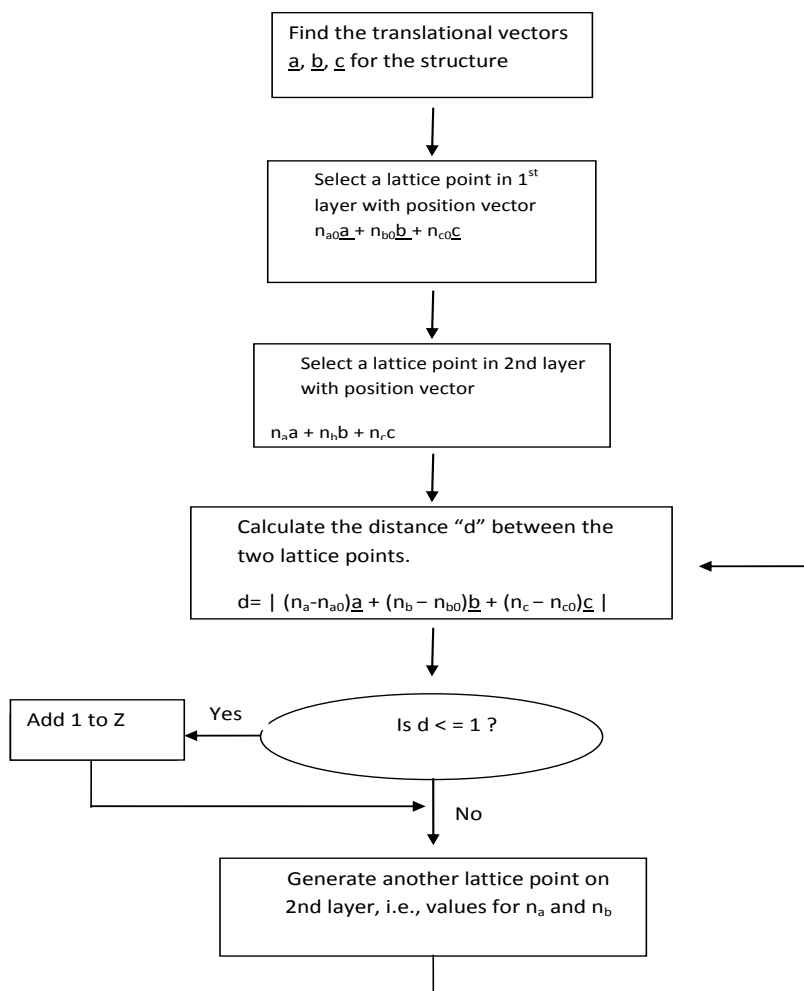 Find the translational vectors
a, b, c for the structure
Select a lattice point in 1st
layer with position vector
na0a + nb0b + nc0c
Select a lattice point in 2nd layer
with position vector
naa + nbb + ncc
Calculate the distance “d” between the
two lattice points.
d= | (na-na0)a + (nb – nb0)b + (nc – nc0)c |
Is d < = 1 ?
Yes
Add 1 to Z
No
Generate another lattice point on
2nd layer, i.e., values for na and nb